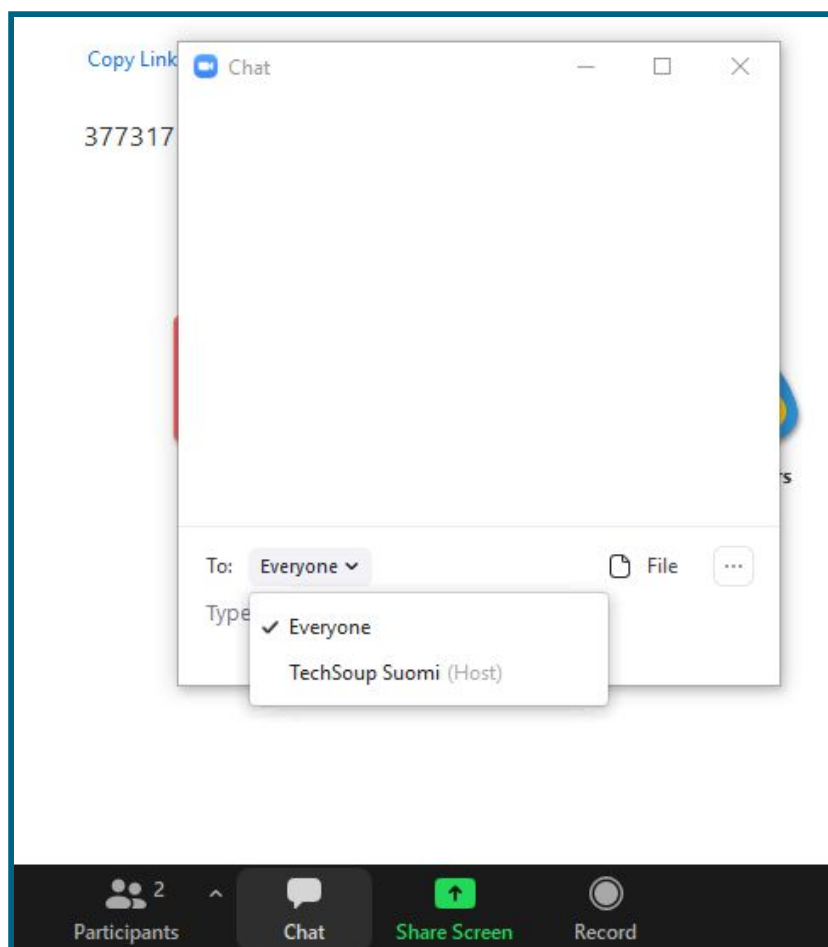 Copy Link
Chat
377317
s
To: Everyone
File
...
Type
Everyone
TechSoup Suomi (Host)
2
Participants
Chat
Share Screen
Record